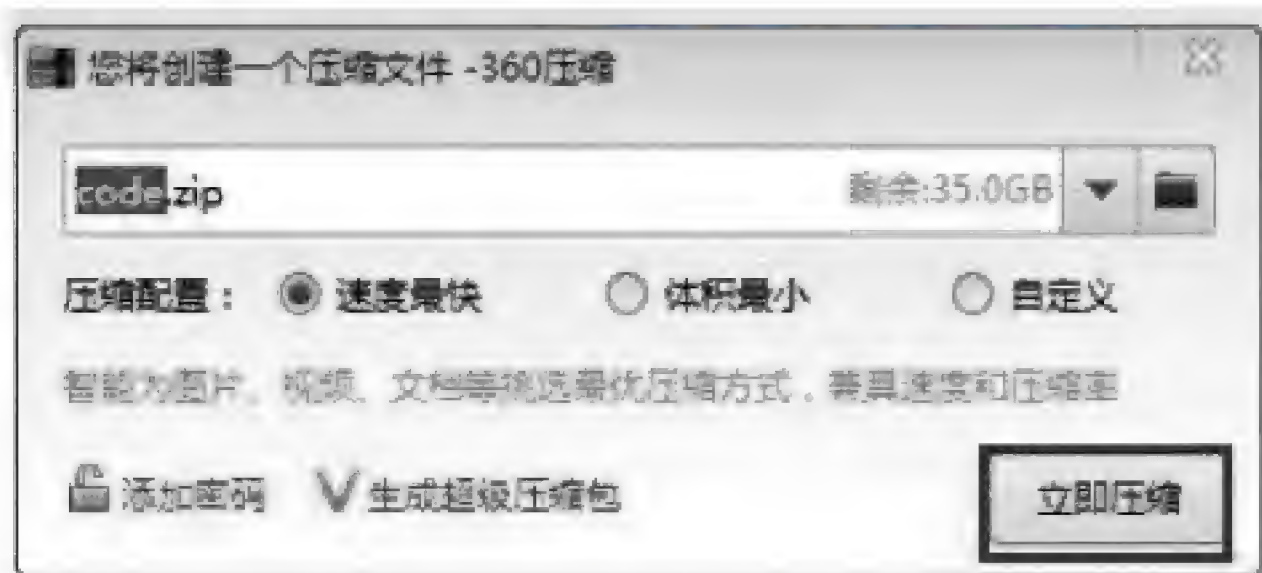 您将创建一个压缩文件 -360压缩
code.zip 剩余:35.0GB
压缩配置： 速度最快 体积最小 自定义
智能为图片、视频、文档等挑选最优压缩方式，兼具速度和压缩率
添加密码 生成超级压缩包 立即压缩